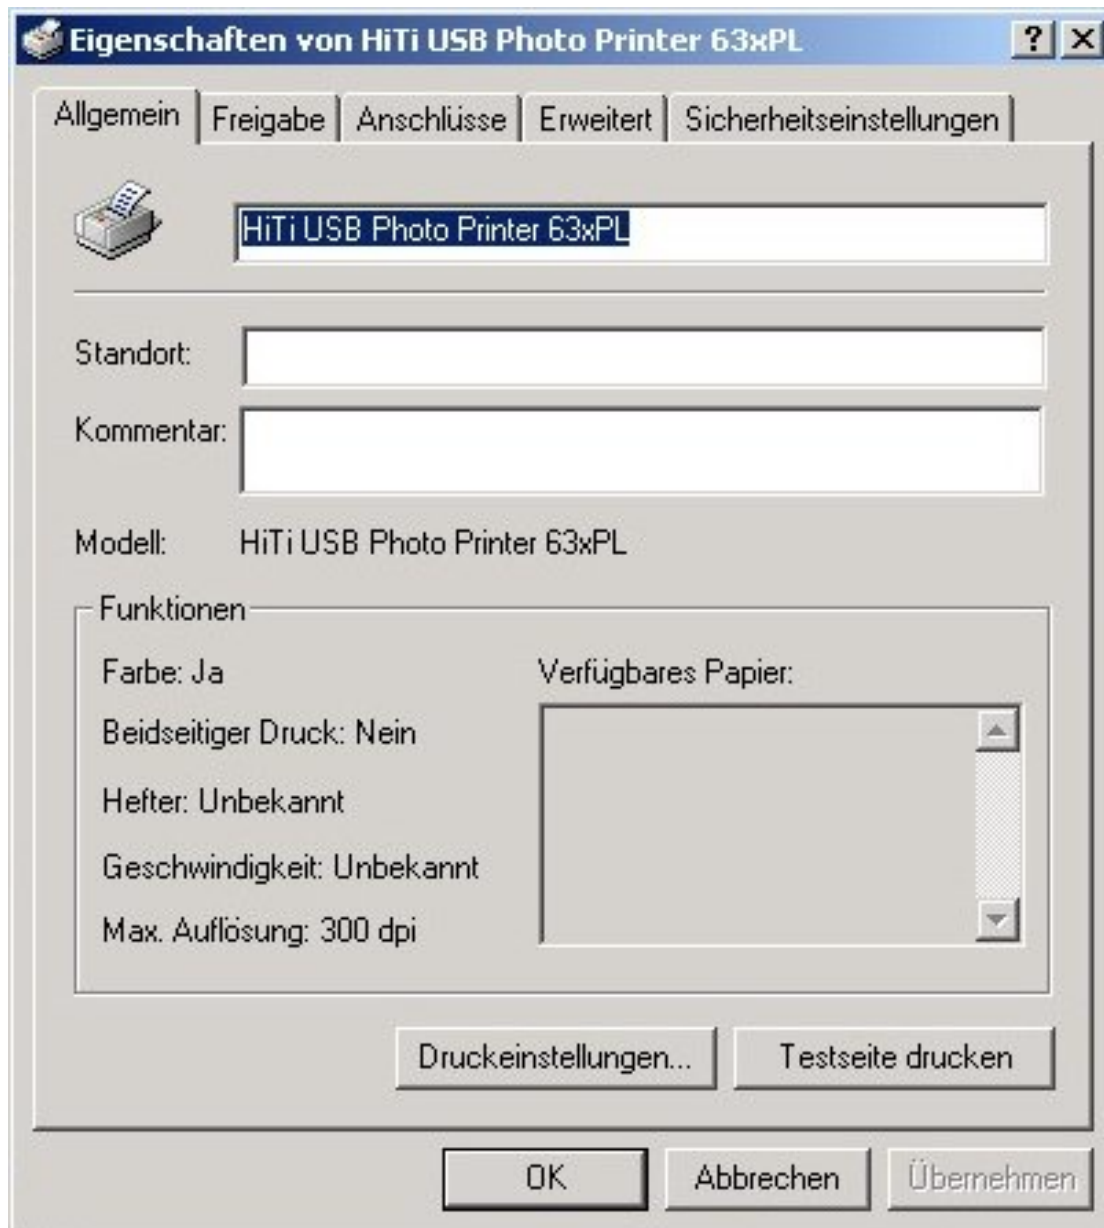 Eigenschaften von HiTi USB Photo Printer 63xPL
Allgemein Freigabe Anschlüsse Erweitert Sicherheitseinstellungen
HiTi USB Photo Printer 63xPL
Standort:
Kommentar:
Modell: HiTi USB Photo Printer 63xPL
Funktionen
Farbe: Ja Verfügbares Papier:
Beidseitiger Druck: Nein
Hefter: Unbekannt
Geschwindigkeit: Unbekannt
Max. Auflösung: 300 dpi
Druckeinstellungen... Testseite drucken
OK Abbrechen Übernehmen